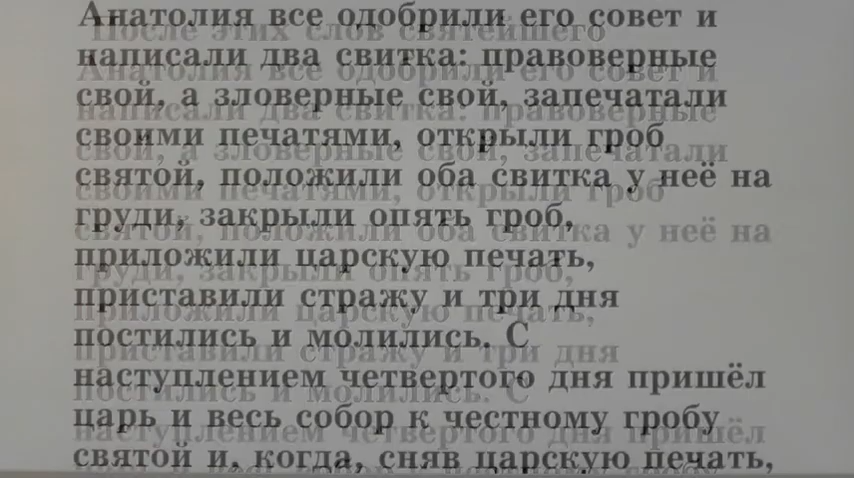 Анатолия все одобрили его совет и
написали два свитка: правоверные
свой, а зловерные свой, запечатали
своими печатями, открыли гроб
святой, положили оба свитка у неё на
груди, закрыли опять гроб,
приложили царскую печать,
приставили стражу и три дня
постились и молились. С
наступлением четвертого дня пришёл
царь и весь собор к честному гробу
святой и, когда, сняв царскую печать,